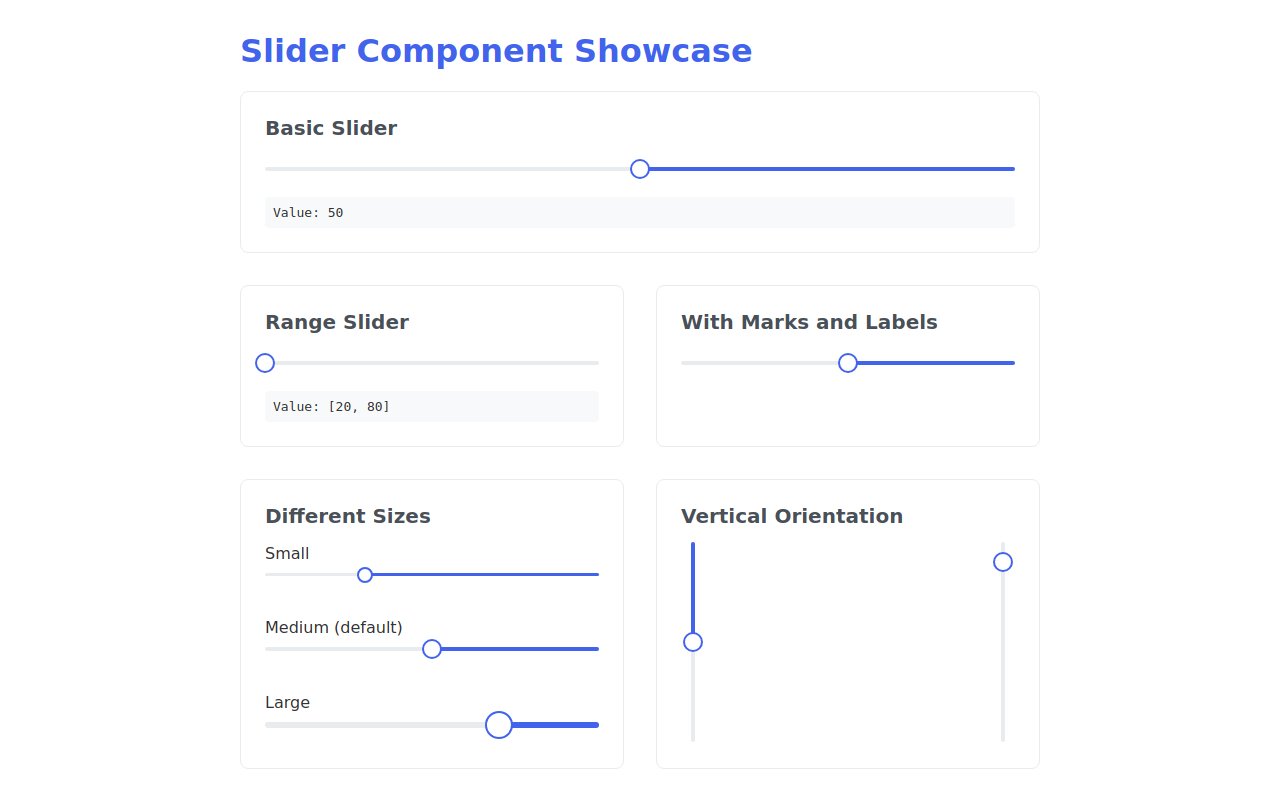 Slider Component Showcase
Basic Slider
Value: 50
Range Slider
Value: [20, 80]
With Marks and Labels
Different Sizes
Small
Medium (default)
Large
Vertical Orientation